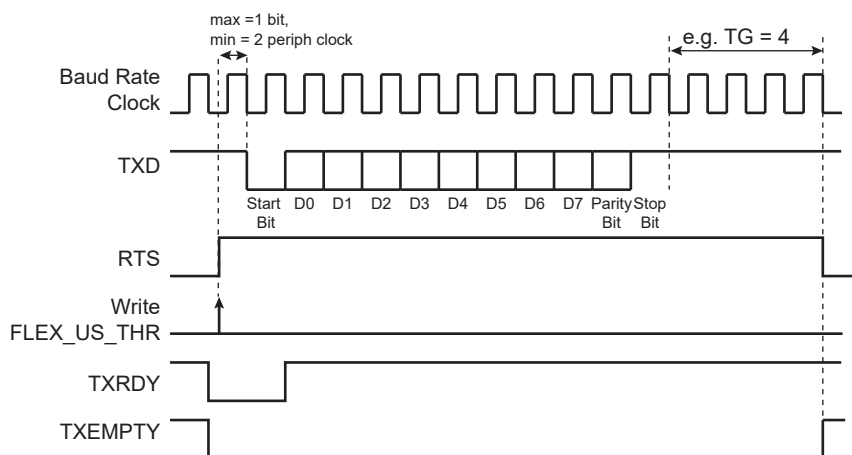 max =1 bit,
min = 2 periph clock
e.g. TG = 4
Baud Rate
Clock
TXD
Start
Bit
D0
D1
D2
D3
D4
D5
D6
D7
Parity
Bit
Stop
Bit
RTS
Write
FLEX_US_THR
TXRDY
TXEMPTY